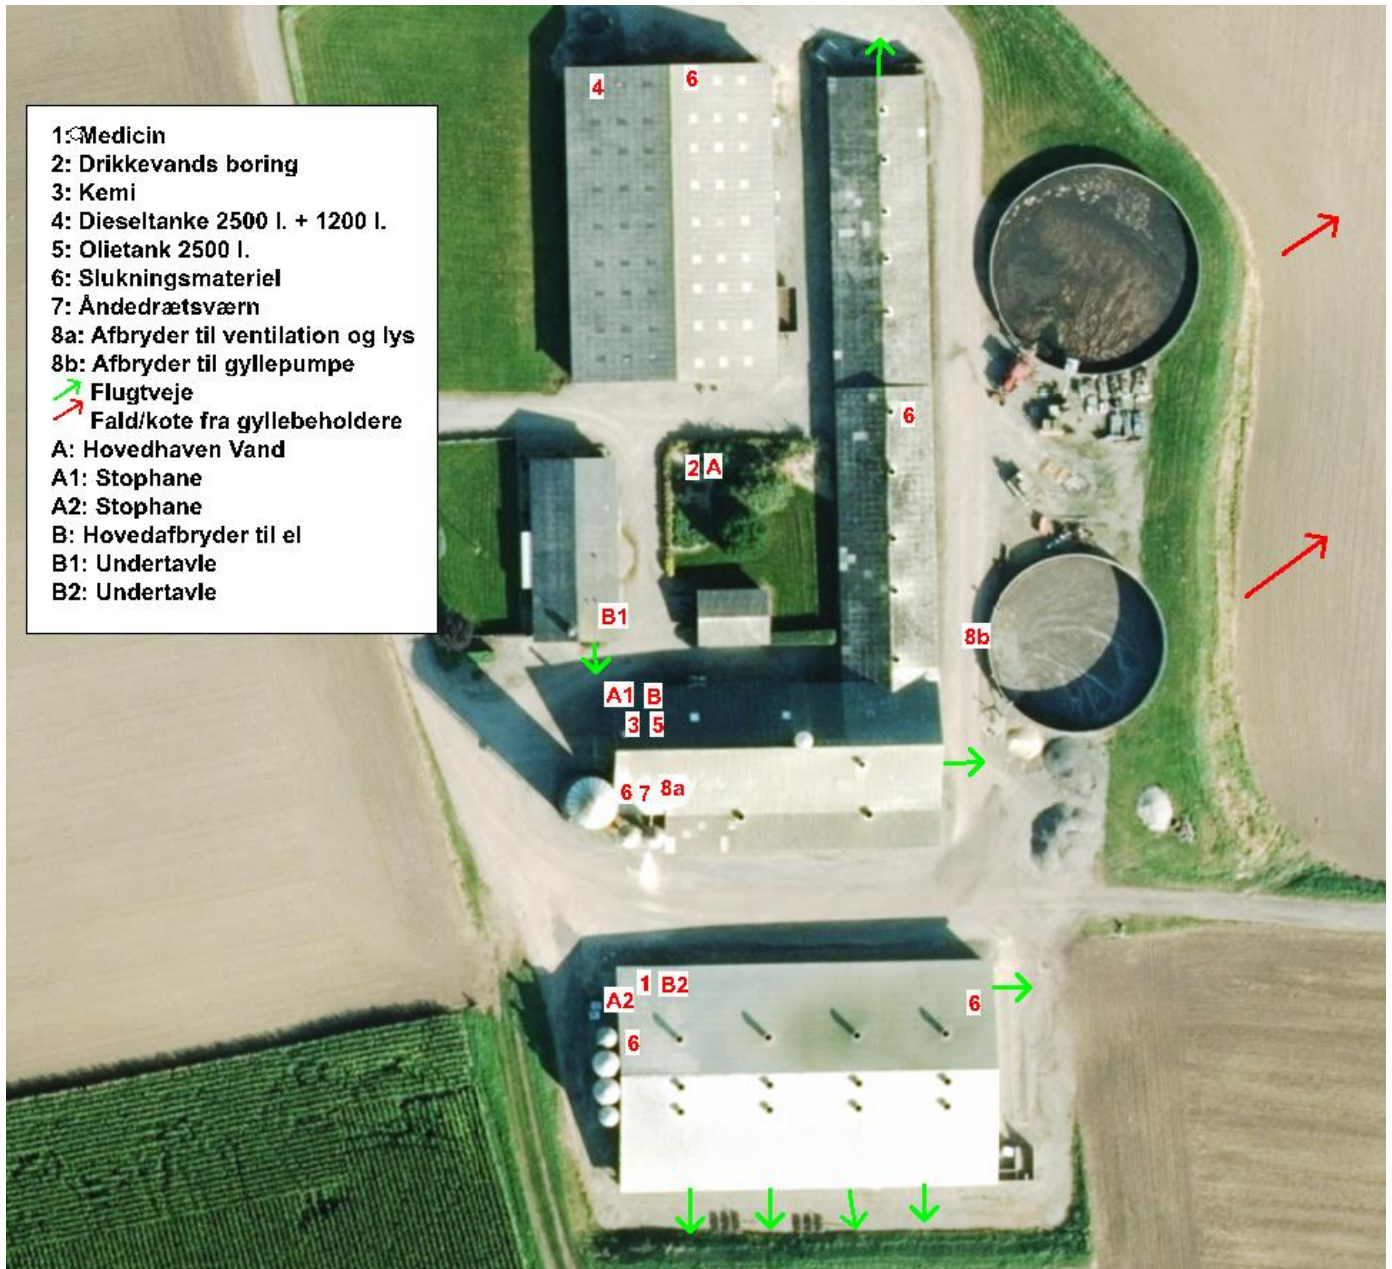 1: Medicin
2: Drikkevands boring
3: Kemi
4: Dieseltanke 2500 l. + 1200 l.
5: Olietank 2500 l.
6: Slukningsmateriel
7: Åndedrætsværn
8a: Afbryder til ventilation og lys
8b: Afbryder til gyllepumpe
Flugtveje
Fald/kote fra gyllebeholdere
A: Hovedhaven Vand
A1: Stophane
A2: Stophane
B: Hovedafbryder til el
B1: Undertavle
B2: Undertavle
4
6
6
2 A
B1
8b
A1 B
3 5
6 7 8a
1 B2
A2
6
6